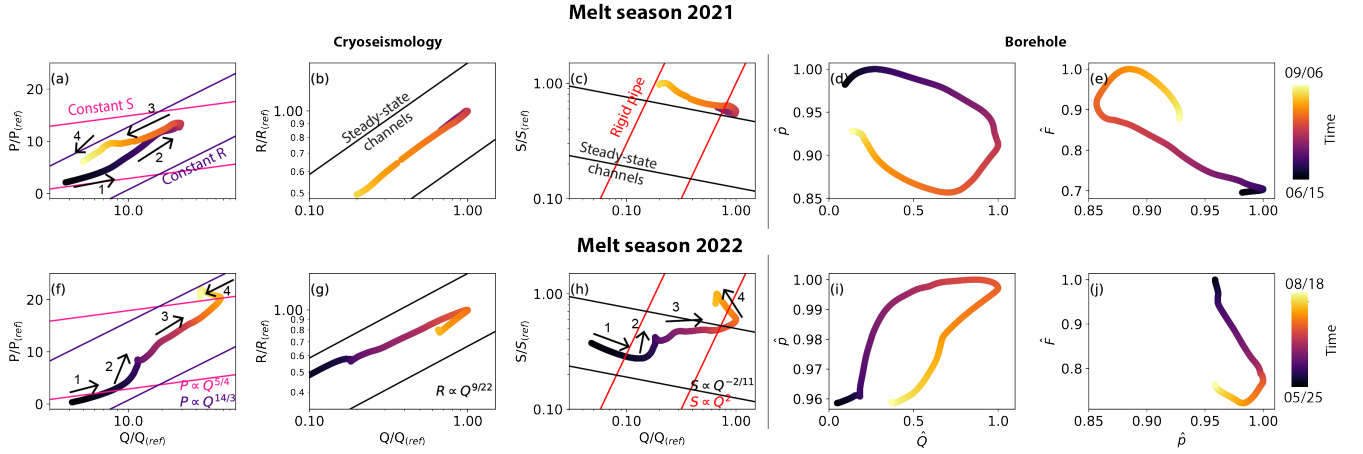 Melt season 2021
Cryoseismology
Borehole
(a)
P/P(ref)
20
10
0
10.0
Constant S
Constant R
1
2
3
4
(b)
R/R(ref)
1.00
0.9
0.8
0.7
0.6
0.5
0.10
1.00
Steady-state
channels
(c)
S/S(ref)
1.00
0.10
0.10
1.00
Rigid pipe
Steady-state
channels
(d)
p̂
1.00
0.95
0.90
0.85
0.0
0.5
1.0
(e)
F̂
1.0
0.9
0.8
0.7
0.85
0.90
0.95
1.00
09/06
Time
06/15
Melt season 2022
(f)
P/P(ref)
20
10
0
10.0
Q/Q(ref)
1
2
3
4
P ∝ Q^5/4
P ∝ Q^14/3
(g)
R/R(ref)
1.00
0.9
0.8
0.7
0.6
0.5
0.4
0.10
1.00
Q/Q(ref)
R ∝ Q^9/22
(h)
S/S(ref)
1.00
0.10
0.10
1.00
Q/Q(ref)
1
2
3
4
S ∝ Q^-2/11
S ∝ Q^2
(i)
p̂
1.00
0.99
0.98
0.97
0.96
0.0
0.5
1.0
Q̂
(j)
F̂
1.0
0.9
0.8
0.85
0.90
0.95
1.00
p̂
08/18
Time
05/25